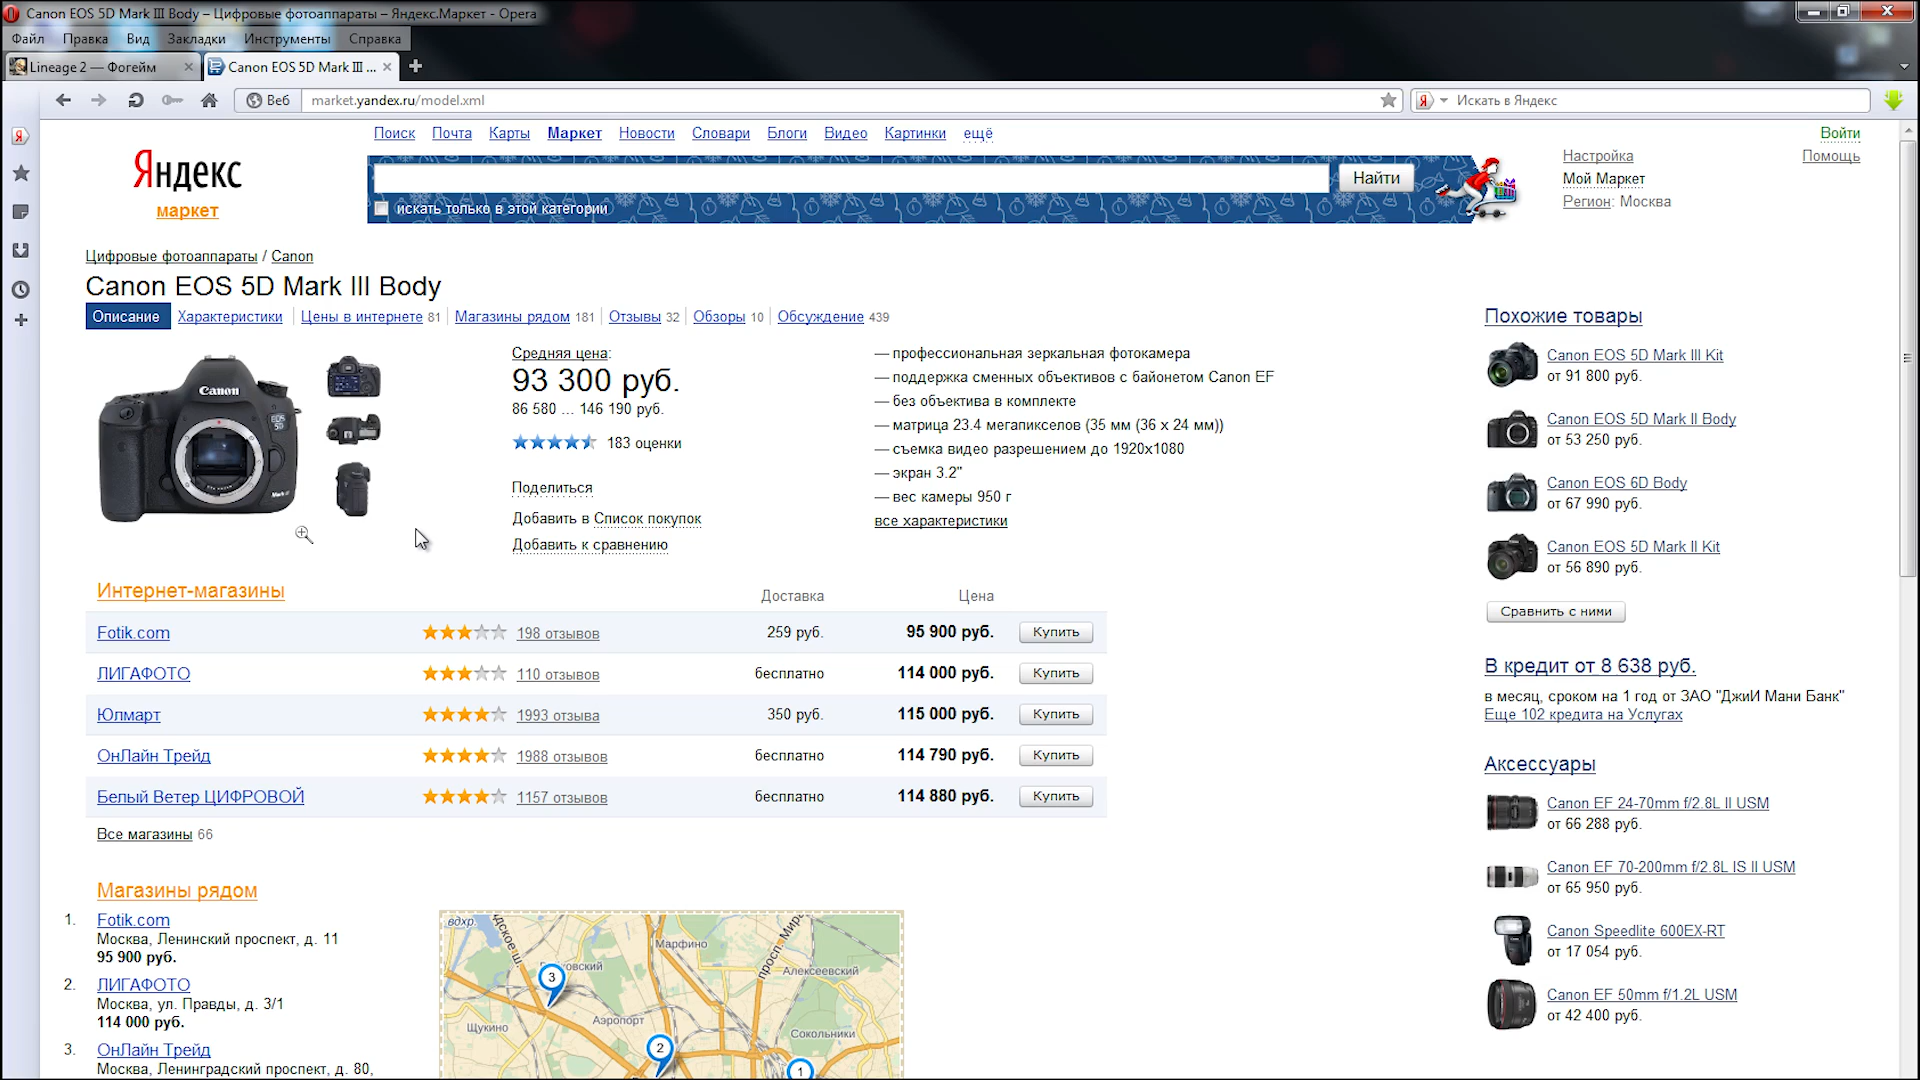 Canon EOS 5D Mark III Body – Цифровые фотоаппараты – Яндекс.Маркет - Opera
Файл Правка Вид Закладки Инструменты Справка
Lineage 2 — Фогейм Canon EOS 5D Mark III ...
Веб market.yandex.ru/model.xml Искать в Яндекс
Поиск Почта Карты Маркет Новости Словари Блоги Видео Картинки ещё Войти
Яндекс
маркет
Найти
искать только в этой категории
Настройка Помощь
Мой Маркет
Регион: Москва
Цифровые фотоаппараты / Canon
Canon EOS 5D Mark III Body
Описание Характеристики Цены в интернете 81 Магазины рядом 181 Отзывы 32 Обзоры 10 Обсуждение 439
Canon
EOS
5D
Mark III
Средняя цена:
93 300 руб.
86 580 ... 146 190 руб.
183 оценки
Поделиться
Добавить в Список покупок
Добавить к сравнению
— профессиональная зеркальная фотокамера
— поддержка сменных объективов с байонетом Canon EF
— без объектива в комплекте
— матрица 23.4 мегапикселов (35 мм (36 x 24 мм))
— съемка видео разрешением до 1920x1080
— экран 3.2"
— вес камеры 950 г
все характеристики
Интернет-магазины Доставка Цена
Fotik.com 198 отзывов 259 руб. 95 900 руб. Купить
ЛИГАФОТО 110 отзывов бесплатно 114 000 руб. Купить
Юлмарт 1993 отзыва 350 руб. 115 000 руб. Купить
ОнЛайн Трейд 1988 отзывов бесплатно 114 790 руб. Купить
Белый Ветер ЦИФРОВОЙ 1157 отзывов бесплатно 114 880 руб. Купить
Все магазины 66
Магазины рядом
1. Fotik.com
Москва, Ленинский проспект, д. 11
95 900 руб.
2. ЛИГАФОТО
Москва, ул. Правды, д. 3/1
114 000 руб.
3. ОнЛайн Трейд
Москва, Ленинградский проспект, д. 80,
вдхр.
Марфино
просп. Мира
Алексеевский
3
Щукино
Аэропорт
Сокольники
2
1
Похожие товары
Canon EOS 5D Mark III Kit
от 91 800 руб.
Canon EOS 5D Mark II Body
от 53 250 руб.
Canon EOS 6D Body
от 67 990 руб.
Canon EOS 5D Mark II Kit
от 56 890 руб.
Сравнить с ними
В кредит от 8 638 руб.
в месяц, сроком на 1 год от ЗАО "ДжиИ Мани Банк"
Еще 102 кредита на Услугах
Аксессуары
Canon EF 24-70mm f/2.8L II USM
от 66 288 руб.
Canon EF 70-200mm f/2.8L IS II USM
от 65 950 руб.
Canon Speedlite 600EX-RT
от 17 054 руб.
Canon EF 50mm f/1.2L USM
от 42 400 руб.